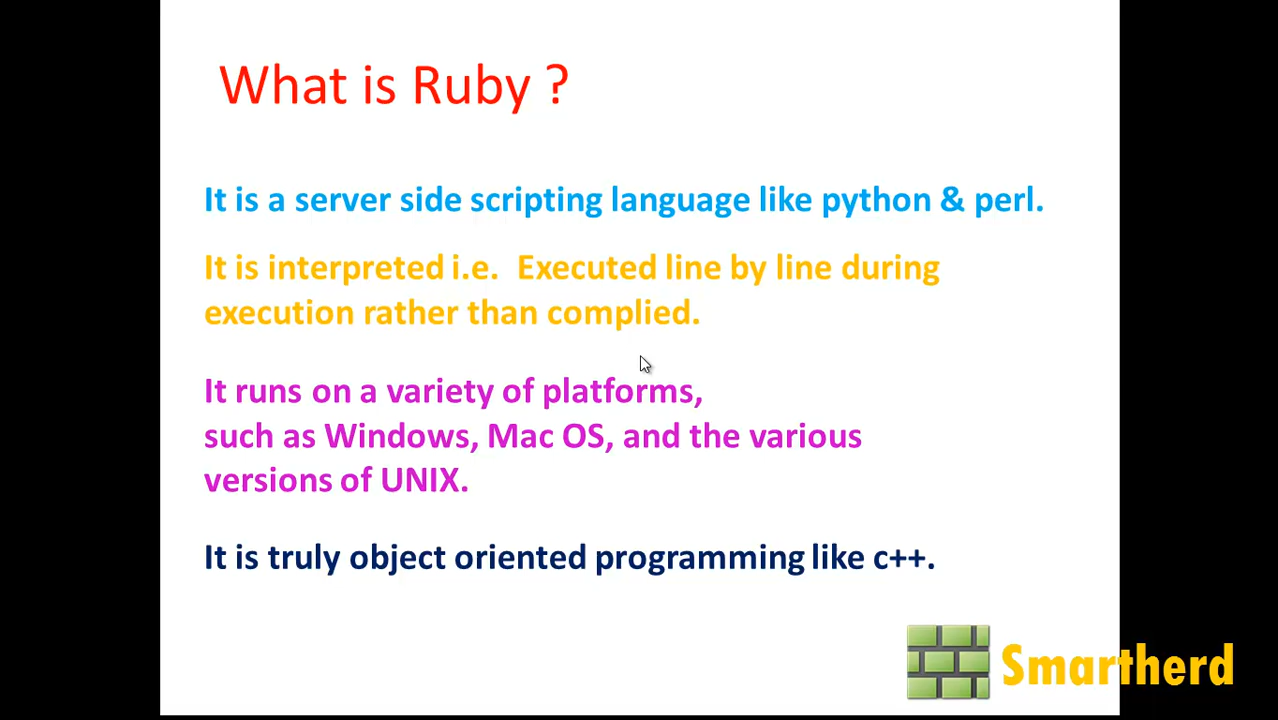 What is Ruby ?
It is a server side scripting language like python & perl.
It is interpreted i.e. Executed line by line during
execution rather than complied.
It runs on a variety of platforms,
such as Windows, Mac OS, and the various
versions of UNIX.
It is truly object oriented programming like c++.
Smartherd